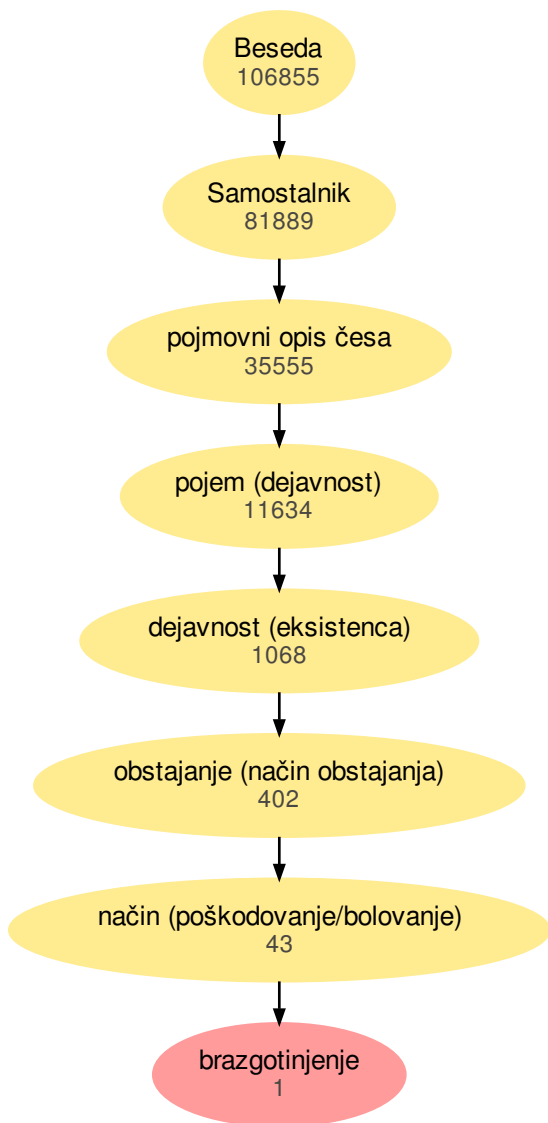 Beseda
106855
Samostalnik
81889
pojmovni opis česa
35555
pojem (dejavnost)
11634
dejavnost (eksistenca)
1068
obstajanje (način obstajanja)
402
način (poškodovanje/bolovanje)
43
brazgotinjenje
1